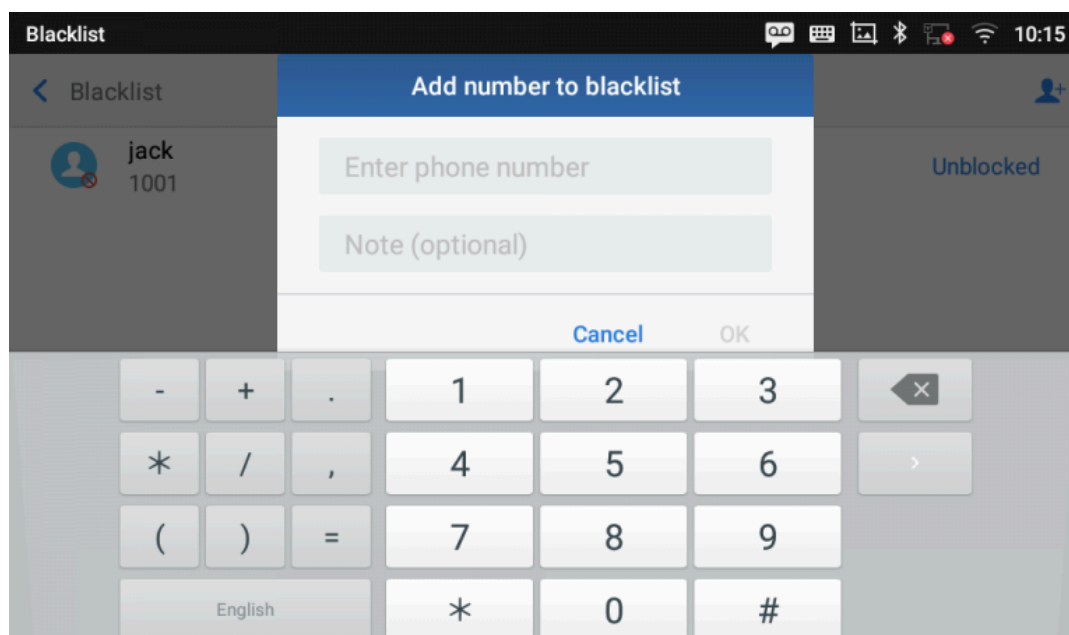 Blacklist 10:15
Blacklist
Add number to blacklist
jack
1001
Unblocked
Enter phone number
Note (optional)
Cancel OK
- + . 1 2 3
* / , 4 5 6 >
( ) = 7 8 9
English * 0 #